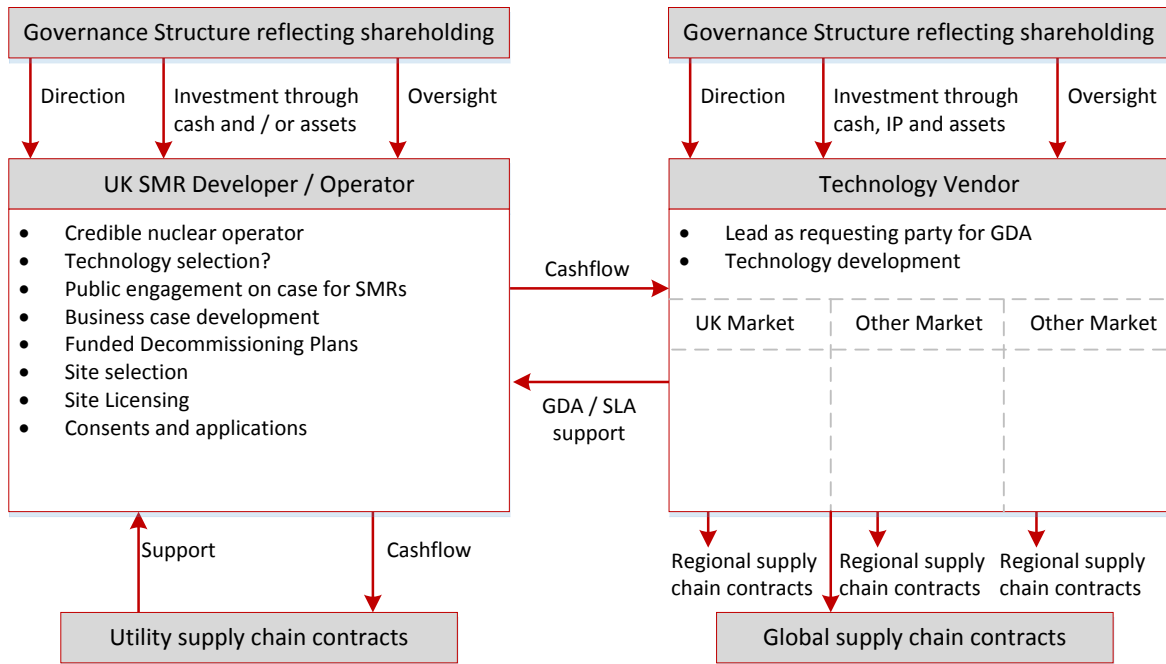 Governance Structure reflecting shareholding
Direction
Investment through
cash and / or assets
Oversight
UK SMR Developer / Operator
• Credible nuclear operator
• Technology selection?
• Public engagement on case for SMRs
• Business case development
• Funded Decommissioning Plans
• Site selection
• Site Licensing
• Consents and applications
Support
Cashflow
Utility supply chain contracts
Cashflow
GDA / SLA
support
Governance Structure reflecting shareholding
Direction
Investment through
cash, IP and assets
Oversight
Technology Vendor
• Lead as requesting party for GDA
• Technology development
UK Market
Other Market
Other Market
Regional supply
chain contracts
Regional supply
chain contracts
Regional supply
chain contracts
Global supply chain contracts